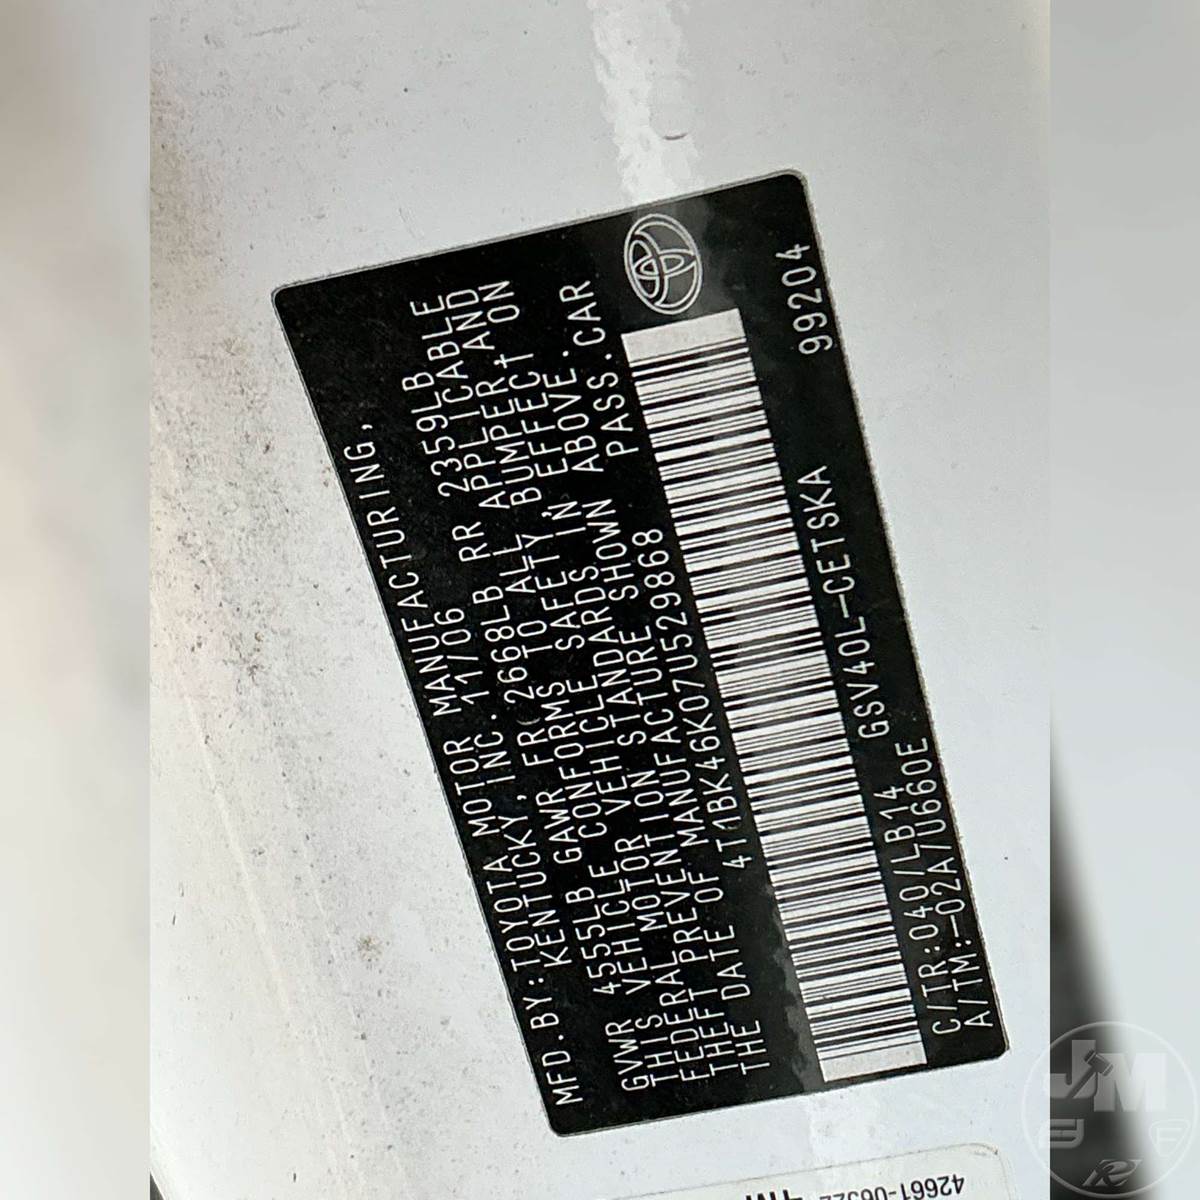 MFD.BY:TOYOTA MOTOR MANUFACTURING,
KENTUCKY, INC. 11/06
GVWR 4555LB GAWR FR 2668LB RR 2359LB
THIS VEHICLE CONFORMS TO ALL APPLICABLE
FEDERAL MOTOR VEHICLE SAFETY, BUMPER, AND
THEFT PREVENTION STANDARDS IN EFFECT ON
THE DATE OF MANUFACTURE SHOWN ABOVE.
4T1BK46K07U529868 PASS.CAR
C/TR:040/LB14 GSV40L-CETSKA 99204
A/TM:-02A/U660E
JM